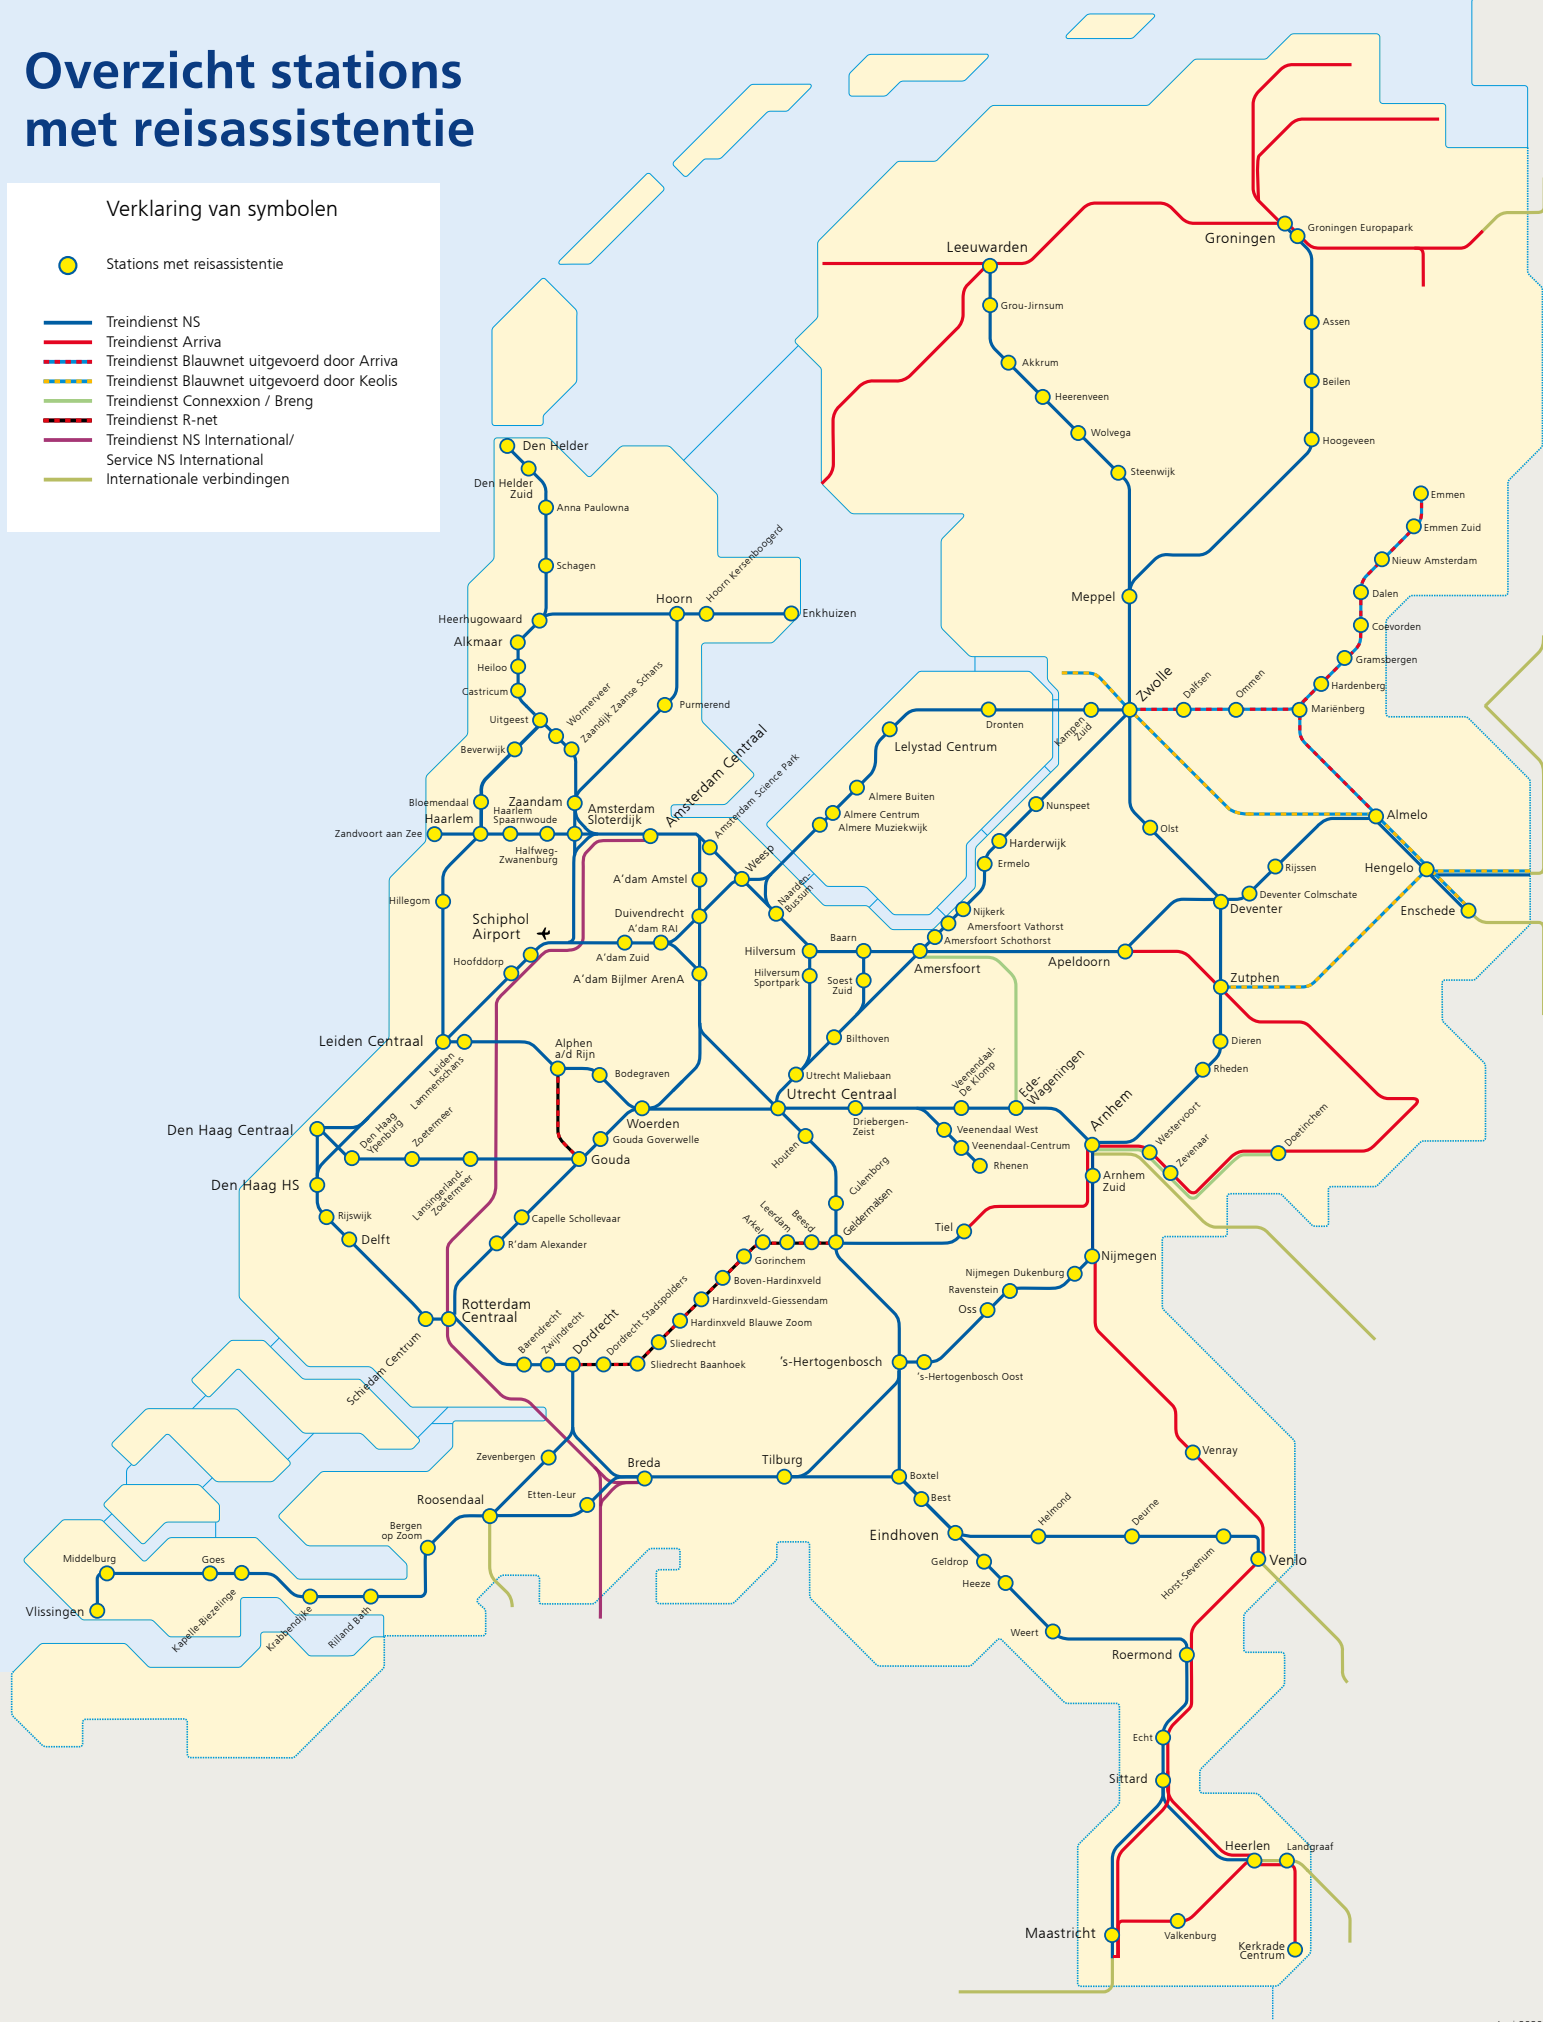 Overzicht stations
met reisassistentie
Verklaring van symbolen
Stations met reisassistentie
Treindienst NS
Treindienst Arriva
Treindienst Blauwnet uitgevoerd door Arriva
Treindienst Blauwnet uitgevoerd door Keolis
Treindienst Connexxion / Breng
Treindienst R-net
Treindienst NS International/
Service NS International
Internationale verbindingen
Leeuwarden
Groningen
Groningen Europapark
Grou-Jirnsum
Akkrum
Heerenveen
Wolvega
Steenwijk
Assen
Beilen
Hoogeveen
Meppel
Emmen
Emmen Zuid
Nieuw Amsterdam
Dalen
Coevorden
Gramsbergen
Hardenberg
Mariënberg
Ommen
Dalfsen
Zwolle
Kampen
Zuid
Dronten
Lelystad Centrum
Almere Buiten
Almere Centrum
Almere Muziekwijk
Den Helder
Den Helder
Zuid
Anna Paulowna
Schagen
Heerhugowaard
Hoorn
Hoorn Kersenboogerd
Enkhuizen
Alkmaar
Heiloo
Castricum
Uitgeest
Wormerveer
Zaandijk Zaanse Schans
Purmerend
Beverwijk
Bloemendaal
Haarlem
Haarlem
Spaarnwoude
Zaandam
Amsterdam
Sloterdijk
Amsterdam Centraal
Amsterdam Science Park
Zandvoort aan Zee
Halfweg-
Zwanenburg
Weesp
Naarden-
Bussum
A'dam Amstel
Hillegom
Schiphol
Airport
Duivendrecht
A'dam RAI
A'dam Zuid
Hoofddorp
A'dam Bijlmer ArenA
Hilversum
Hilversum
Sportpark
Baarn
Soest
Zuid
Nunspeet
Harderwijk
Ermelo
Nijkerk
Amersfoort Vathorst
Amersfoort Schothorst
Amersfoort
Apeldoorn
Olst
Deventer
Deventer Colmschate
Rijssen
Almelo
Hengelo
Enschede
Zutphen
Dieren
Rheden
Leiden Centraal
Leiden
Lammenschans
Alphen
a/d Rijn
Bodegraven
Woerden
Bilthoven
Utrecht Maliebaan
Utrecht Centraal
Driebergen-
Zeist
Veenendaal-
De Klomp
Ede-
Wageningen
Veenendaal West
Veenendaal-Centrum
Rhenen
Arnhem
Westervoort
Zevenaar
Doetinchem
Arnhem
Zuid
Den Haag Centraal
Den Haag
Ypenburg
Zoetermeer
Lansingerland-
Zoetermeer
Gouda Goverwelle
Gouda
Den Haag HS
Rijswijk
Delft
Capelle Schollevaar
R'dam Alexander
Houten
Culemborg
Geldermalsen
Beesd
Leerdam
Arkel
Gorinchem
Boven-Hardinxveld
Hardinxveld-Giessendam
Hardinxveld Blauwe Zoom
Sliedrecht
Sliedrecht Baanhoek
Dordrecht Stadspolders
Dordrecht
Zwijndrecht
Barendrecht
Rotterdam
Centraal
Schiedam Centrum
Tiel
Nijmegen
Nijmegen Dukenburg
Ravenstein
Oss
's-Hertogenbosch
's-Hertogenbosch Oost
Zevenbergen
Breda
Tilburg
Boxtel
Best
Etten-Leur
Roosendaal
Bergen
op Zoom
Middelburg
Goes
Vlissingen
Kapelle-Biezelinge
Krabbendijke
Rilland Bath
Eindhoven
Helmond
Deurne
Horst-Sevenum
Venray
Venlo
Geldrop
Heeze
Weert
Roermond
Echt
Sittard
Heerlen
Landgraaf
Maastricht
Valkenburg
Kerkrade
Centrum